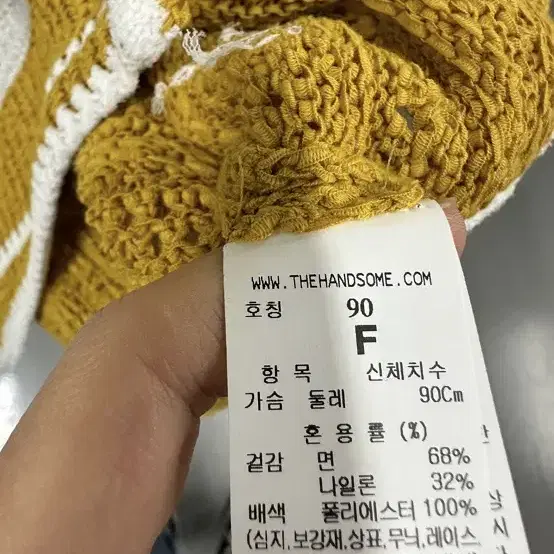 WWW.THEHANDSOME.COM
호칭 90
F
항 목 신체치수
가슴 둘레 90Cm
혼 용 률 (%)
겉감 면 68%
나일론 32%
배색 폴리에스터 100%
(심지,보강재,상표,무늬,레이스,